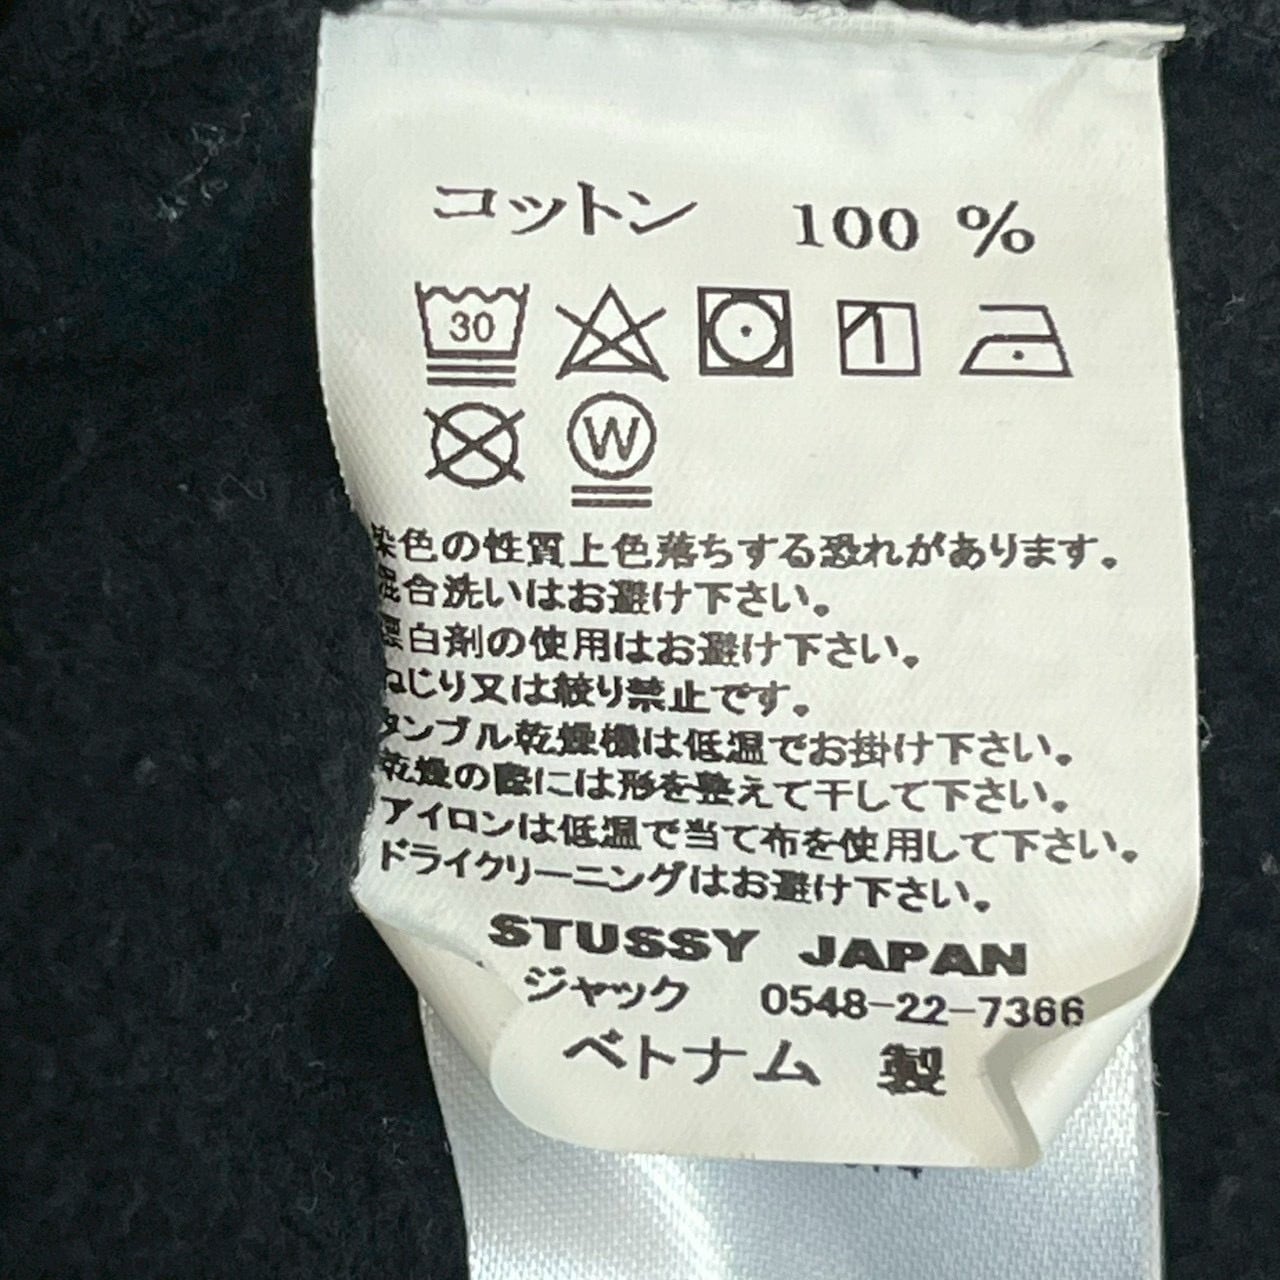 コットン 100 %
30
W
染色の性質上色落ちする恐れがあります。
混合洗いはお避け下さい。
漂白剤の使用はお避け下さい。
ねじり又は絞り禁止です。
タンブル乾燥機は低温でお掛け下さい。
乾燥の際には形を整えて干して下さい。
アイロンは低温で当て布を使用して下さい。
ドライクリーニングはお避け下さい。
STUSSY JAPAN
ジャック 0548-22-7366
ベトナム 製